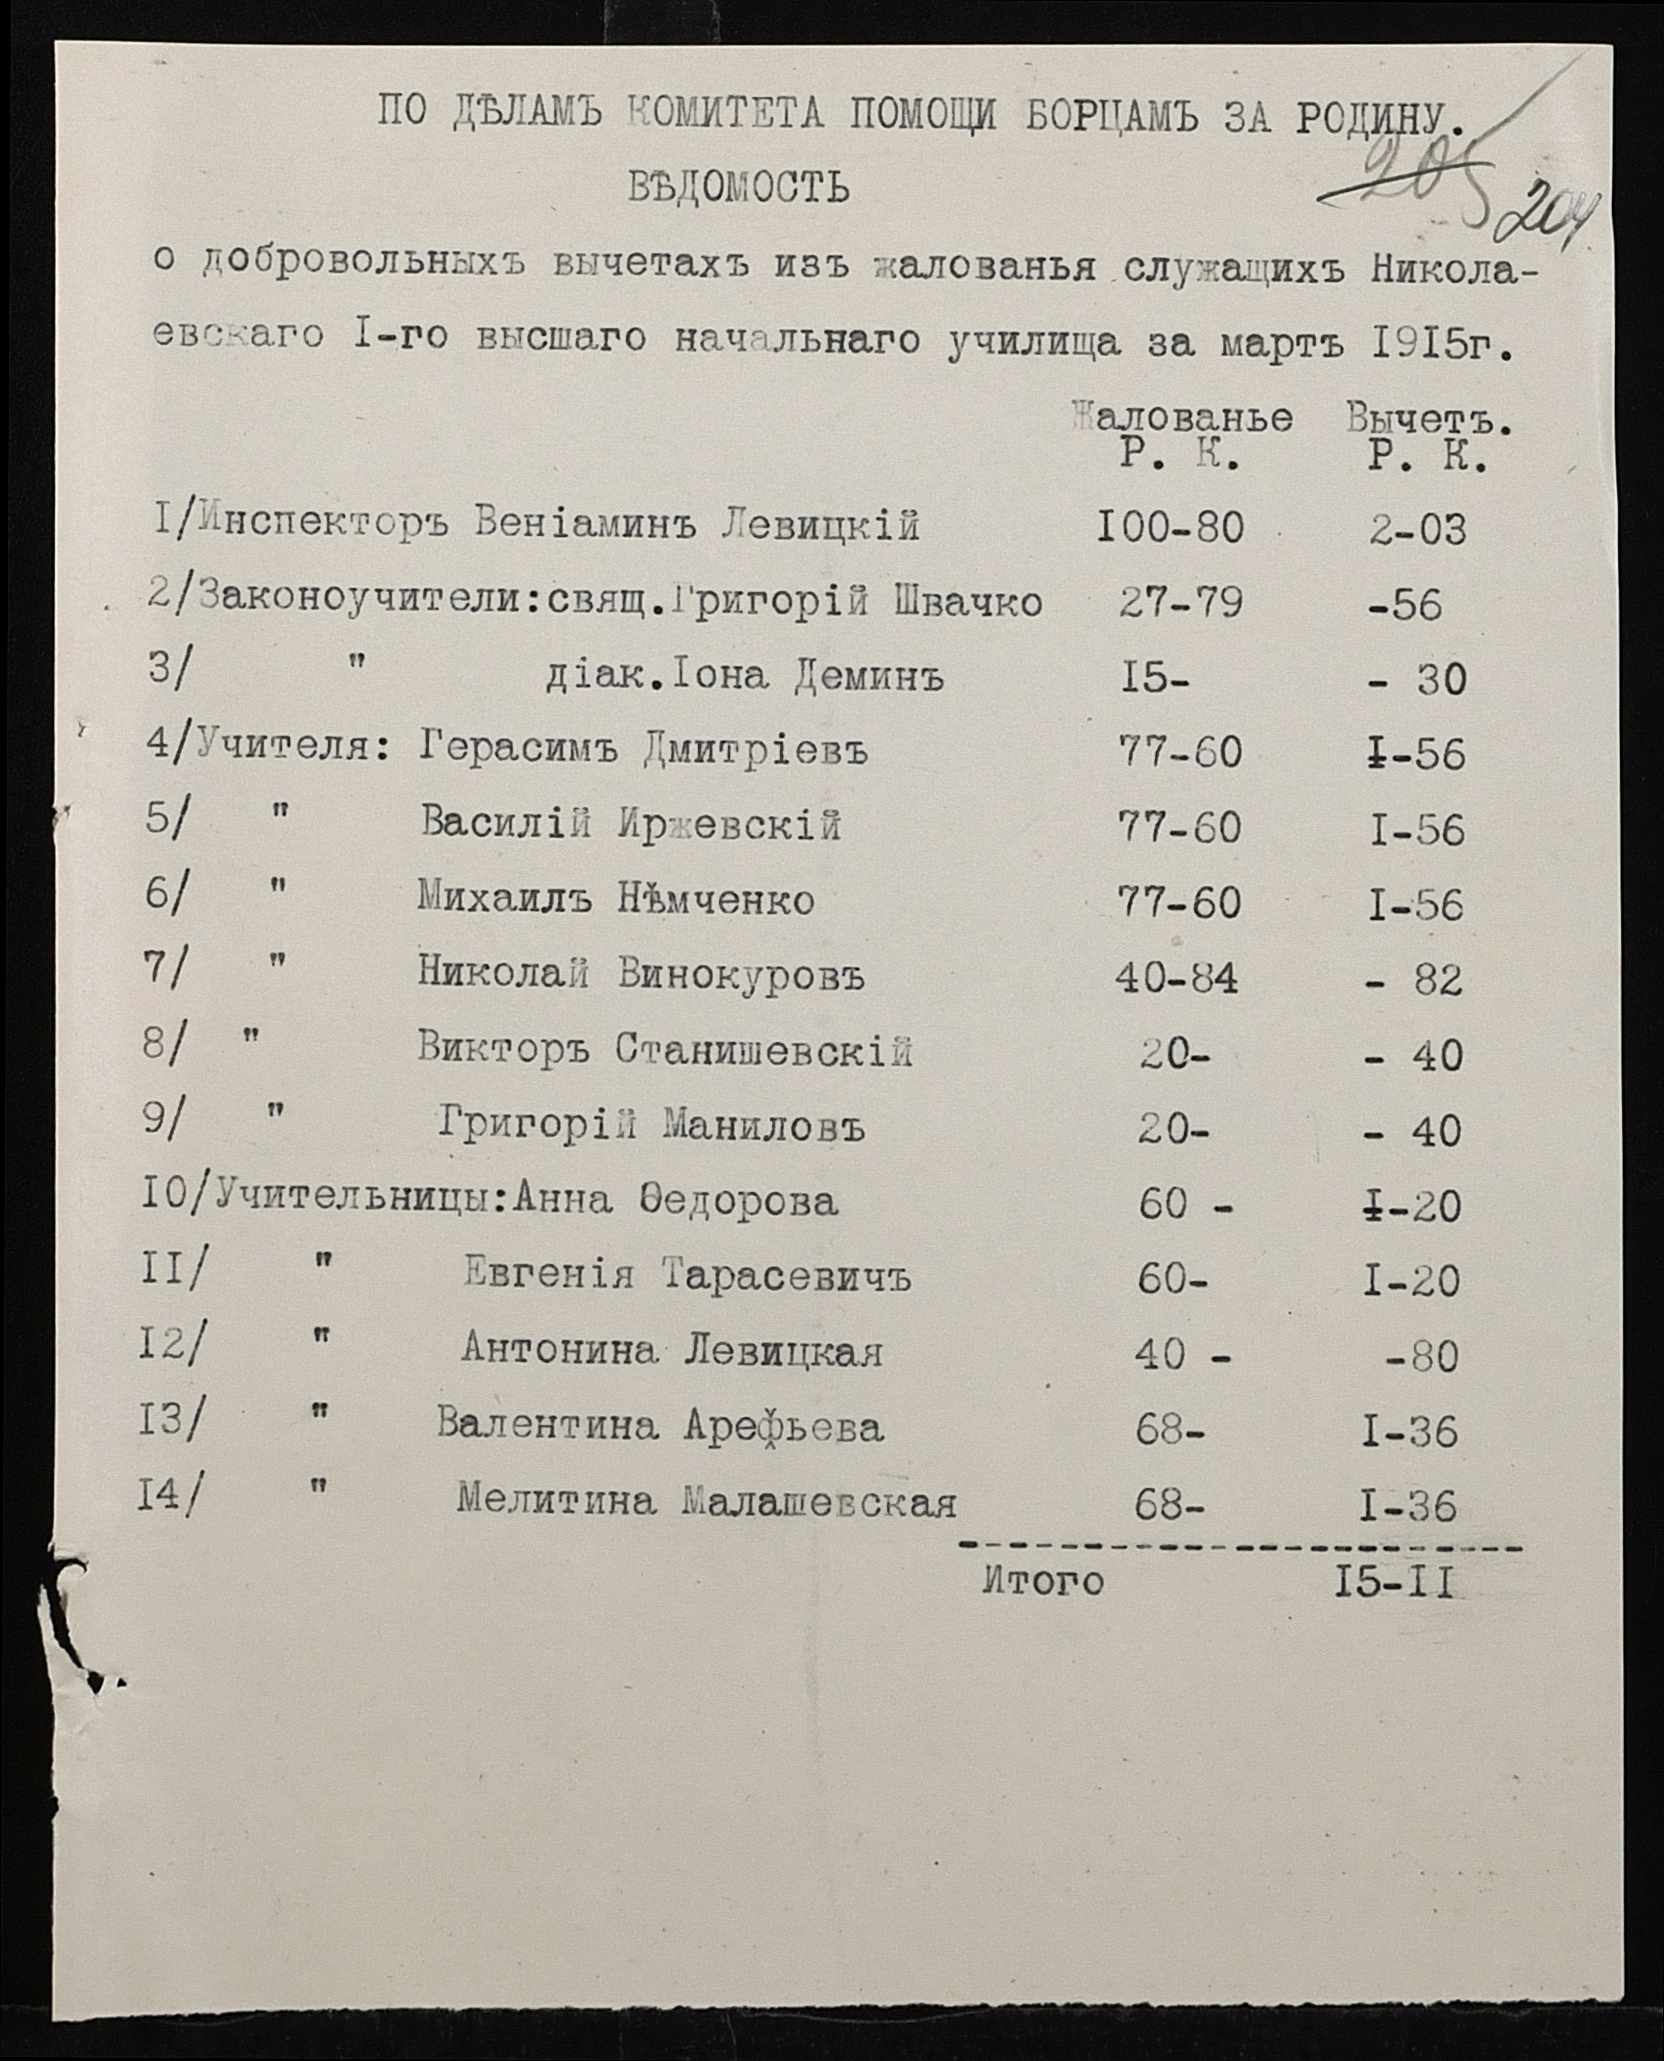 ПО ДѢЛАМЪ КОМИТЕТА ПОМОЩИ БОРЦАМЪ ЗА РОДИНУ.
205
ВѢДОМОСТЬ
204
о добровольныхъ вычетахъ изъ жалованья служащихъ Никола-
евскаго I-го высшаго начальнаго училища за мартъ I9I5г.
Жалованье Вычетъ.
Р. К. Р. К.
I/Инспекторъ Веніаминъ Левицкій I00-80 2-03
2/Законоучители:свящ.Григорій Швачко 27-79 -56
3/ " діак.Іона Деминъ I5- - 30
4/Учителя: Герасимъ Дмитріевъ 77-60 I-56
5/ " Василій Иржевскій 77-60 I-56
6/ " Михаилъ Нѣмченко 77-60 I-56
7/ " Николай Винокуровъ 40-84 - 82
8/ " Викторъ Станишевскій 20- - 40
9/ " Григорій Маниловъ 20- - 40
I0/Учительницы:Анна Ѳедорова 60 - I-20
II/ " Евгенія Тарасевичъ 60- I-20
I2/ " Антонина Левицкая 40 - -80
I3/ " Валентина Арефьева 68- I-36
I4/ " Мелитина Малашевская 68- I-36
Итого I5-II